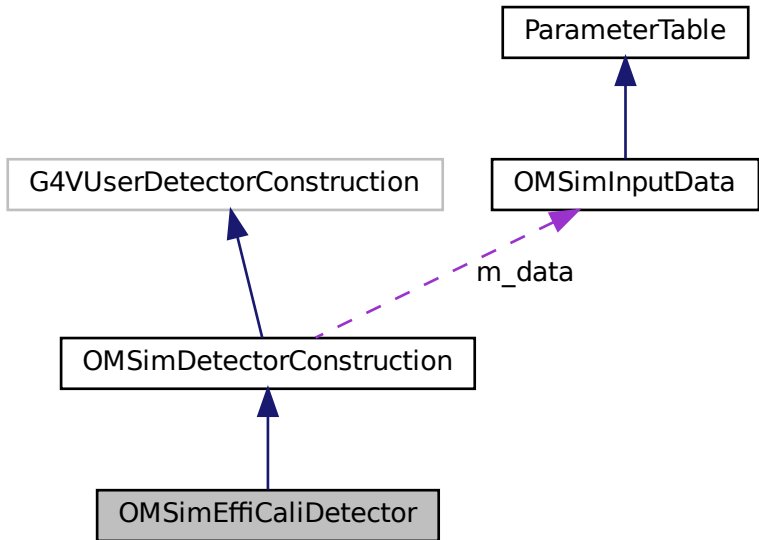 ParameterTable
G4VUserDetectorConstruction
OMSimInputData
m_data
OMSimDetectorConstruction
OMSimEffiCaliDetector